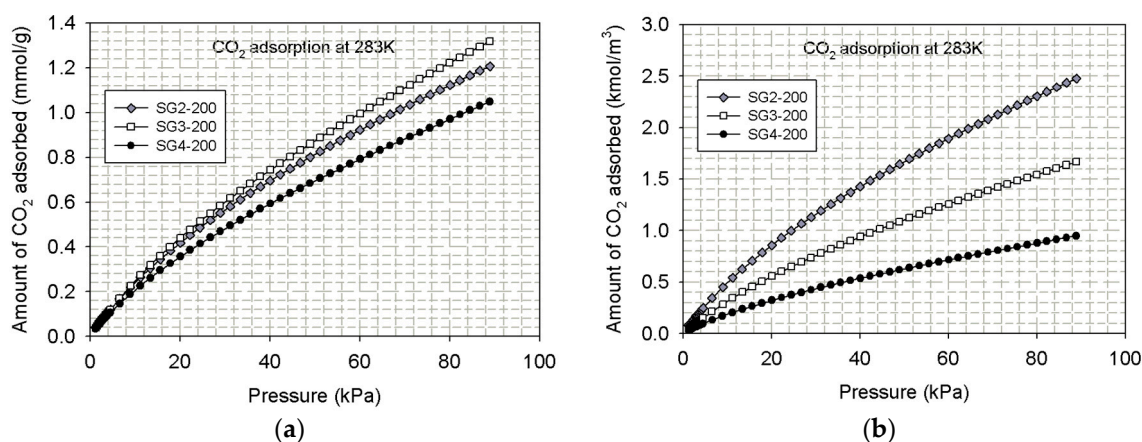 CO2 adsorption at 283K
SG2-200
SG3-200
SG4-200
Amount of CO2 adsorbed (mmol/g)
1.4
1.2
1.0
0.8
0.6
0.4
0.2
0.0
0 20 40 60 80 100
Pressure (kPa)
(a)
CO2 adsorption at 283K
SG2-200
SG3-200
SG4-200
Amount of CO2 adsorbed (kmol/m3)
3.0
2.5
2.0
1.5
1.0
0.5
0.0
0 20 40 60 80 100
Pressure (kPa)
(b)